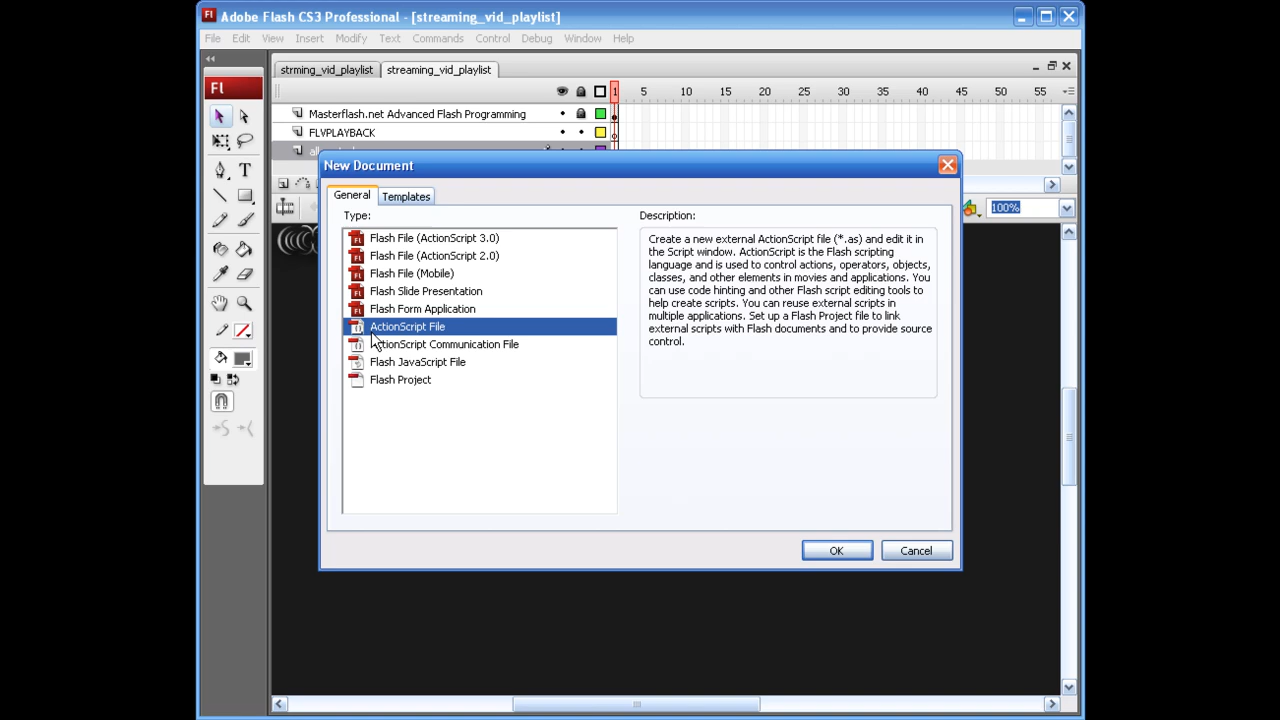 Fl Adobe Flash CS3 Professional - [streaming_vid_playlist]
File Edit View Insert Modify Text Commands Control Debug Window Help
strming_vid_playlist streaming_vid_playlist
Fl
1 5 10 15 20 25 30 35 40 45 50 55
Masterflash.net Advanced Flash Programming
FLVPLAYBACK
New Document
General Templates
100%
Type:
Flash File (ActionScript 3.0)
Flash File (ActionScript 2.0)
Flash File (Mobile)
Flash Slide Presentation
Flash Form Application
ActionScript File
ActionScript Communication File
Flash JavaScript File
Flash Project
Description:
Create a new external ActionScript file (*.as) and edit it in
the Script window. ActionScript is the Flash scripting
language and is used to control actions, operators, objects,
classes, and other elements in movies and applications. You
can use code hinting and other Flash script editing tools to
help create scripts. You can reuse external scripts in
multiple applications. Set up a Flash Project file to link
external scripts with Flash documents and to provide source
control.
OK Cancel